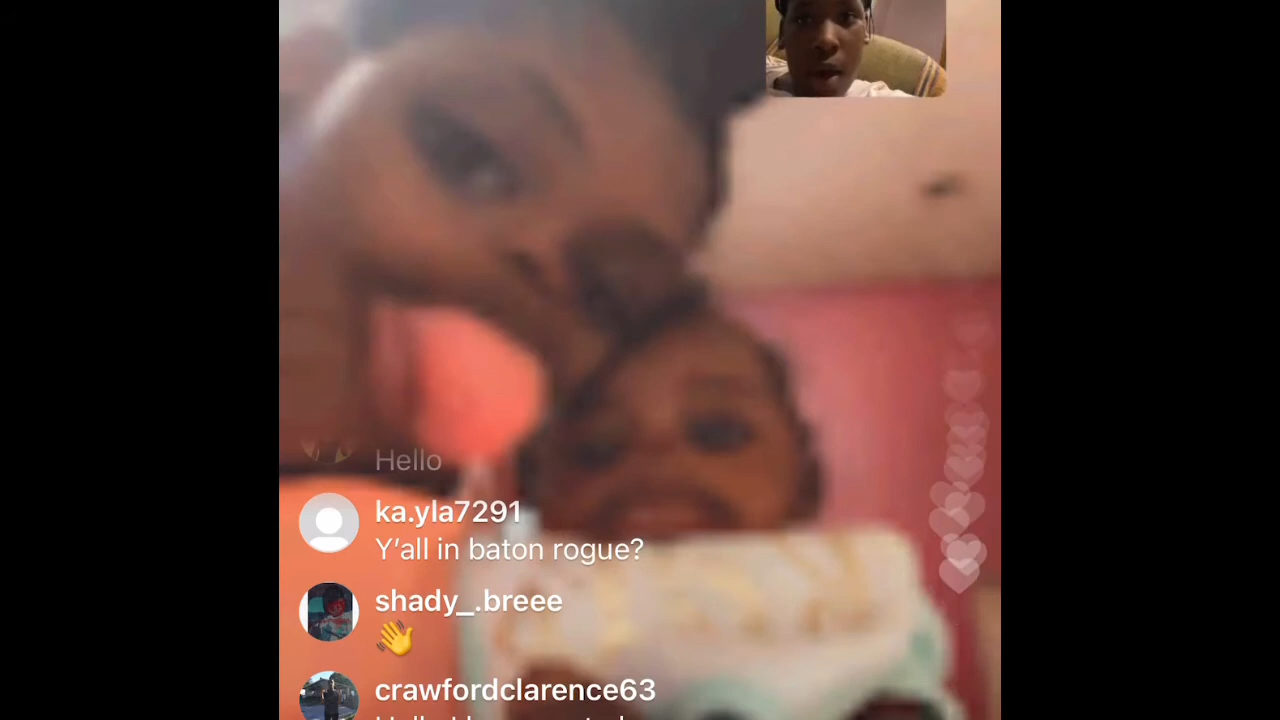 Hello
ka.yla7291
Y'all in baton rogue?
shady_.breee
👋
crawfordclarence63